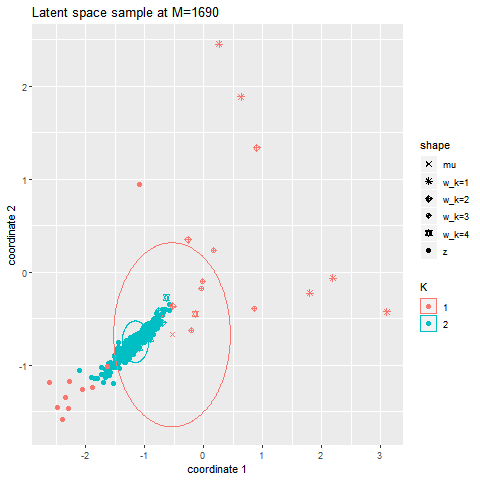 Latent space sample at M=1690
coordinate 2
2
1
0
-1
-2
-1
0
1
2
3
coordinate 1
shape
mu
w_k=1
w_k=2
w_k=3
w_k=4
z
K
1
2